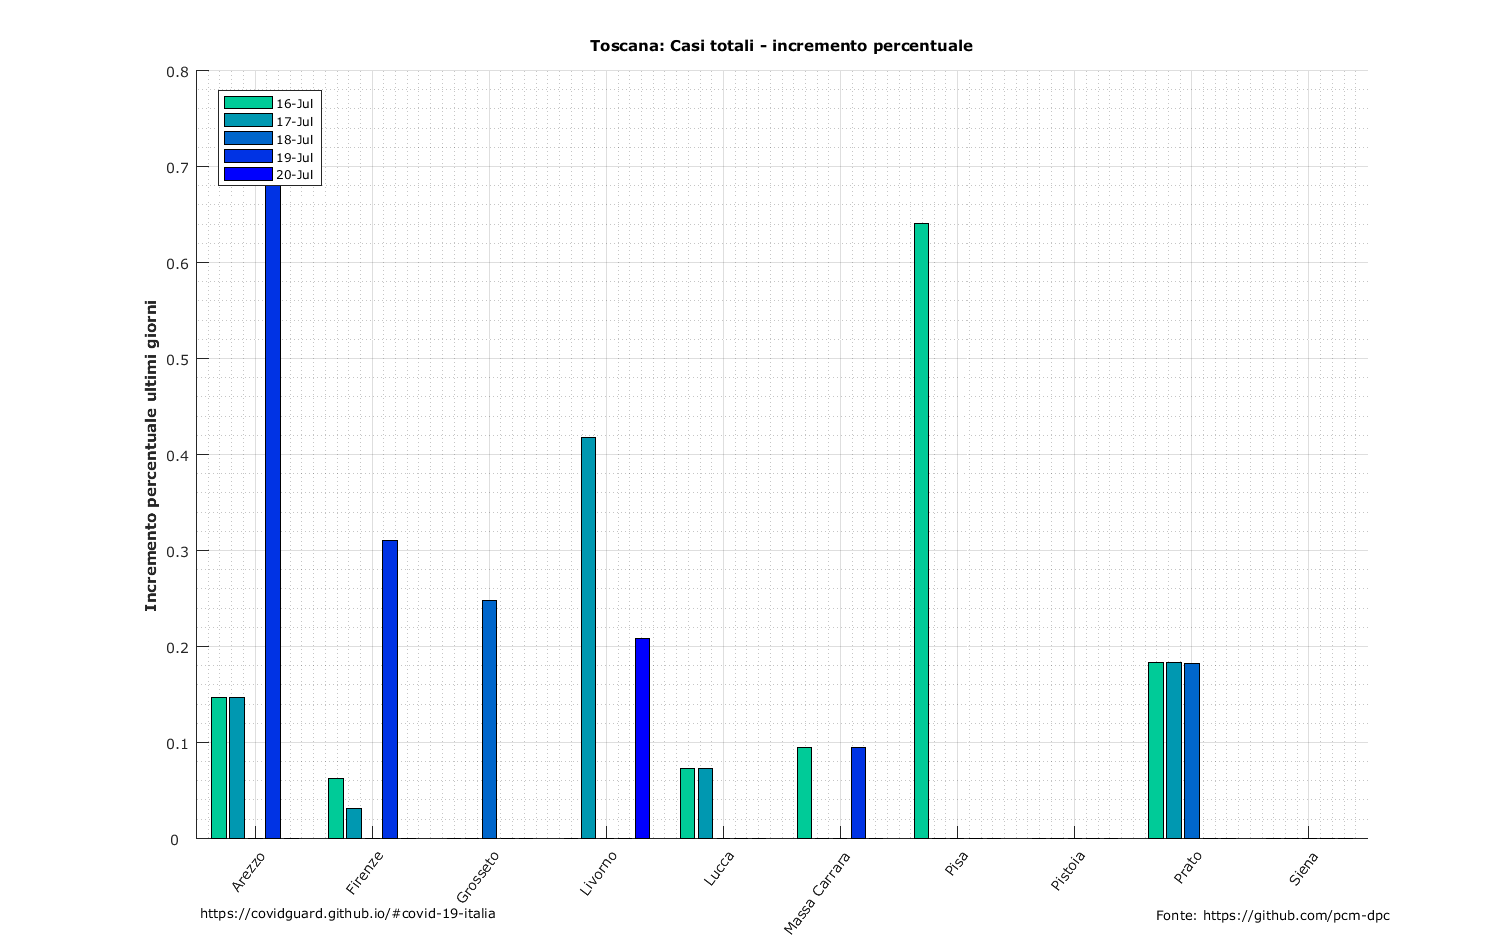 Toscana: Casi totali - incremento percentuale
Incremento percentuale ultimi giorni
0.8
0.7
0.6
0.5
0.4
0.3
0.2
0.1
0
16-Jul
17-Jul
18-Jul
19-Jul
20-Jul
Arezzo
Firenze
Grosseto
Livorno
Lucca
Massa Carrara
Pisa
Pistoia
Prato
Siena
https://covidguard.github.io/#covid-19-italia
Fonte: https://github.com/pcm-dpc